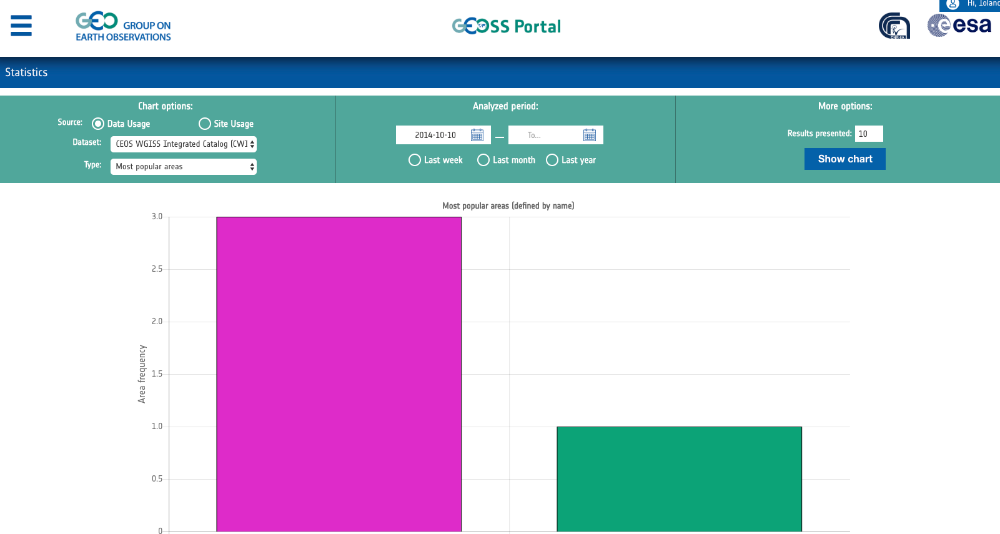 Hi, Ioland
GEO GROUP ON
EARTH OBSERVATIONS
GEOSS Portal
CNR-IIA
esa
Statistics
Chart options:
Source: Data Usage Site Usage
Dataset: CEOS WGISS Integrated Catalog (CWI
Type: Most popular areas
Analyzed period:
2014-10-10 — To...
Last week Last month Last year
More options:
Results presented: 10
Show chart
Most popular areas (defined by name)
Area frequency
3.0
2.5
2.0
1.5
1.0
0.5
0